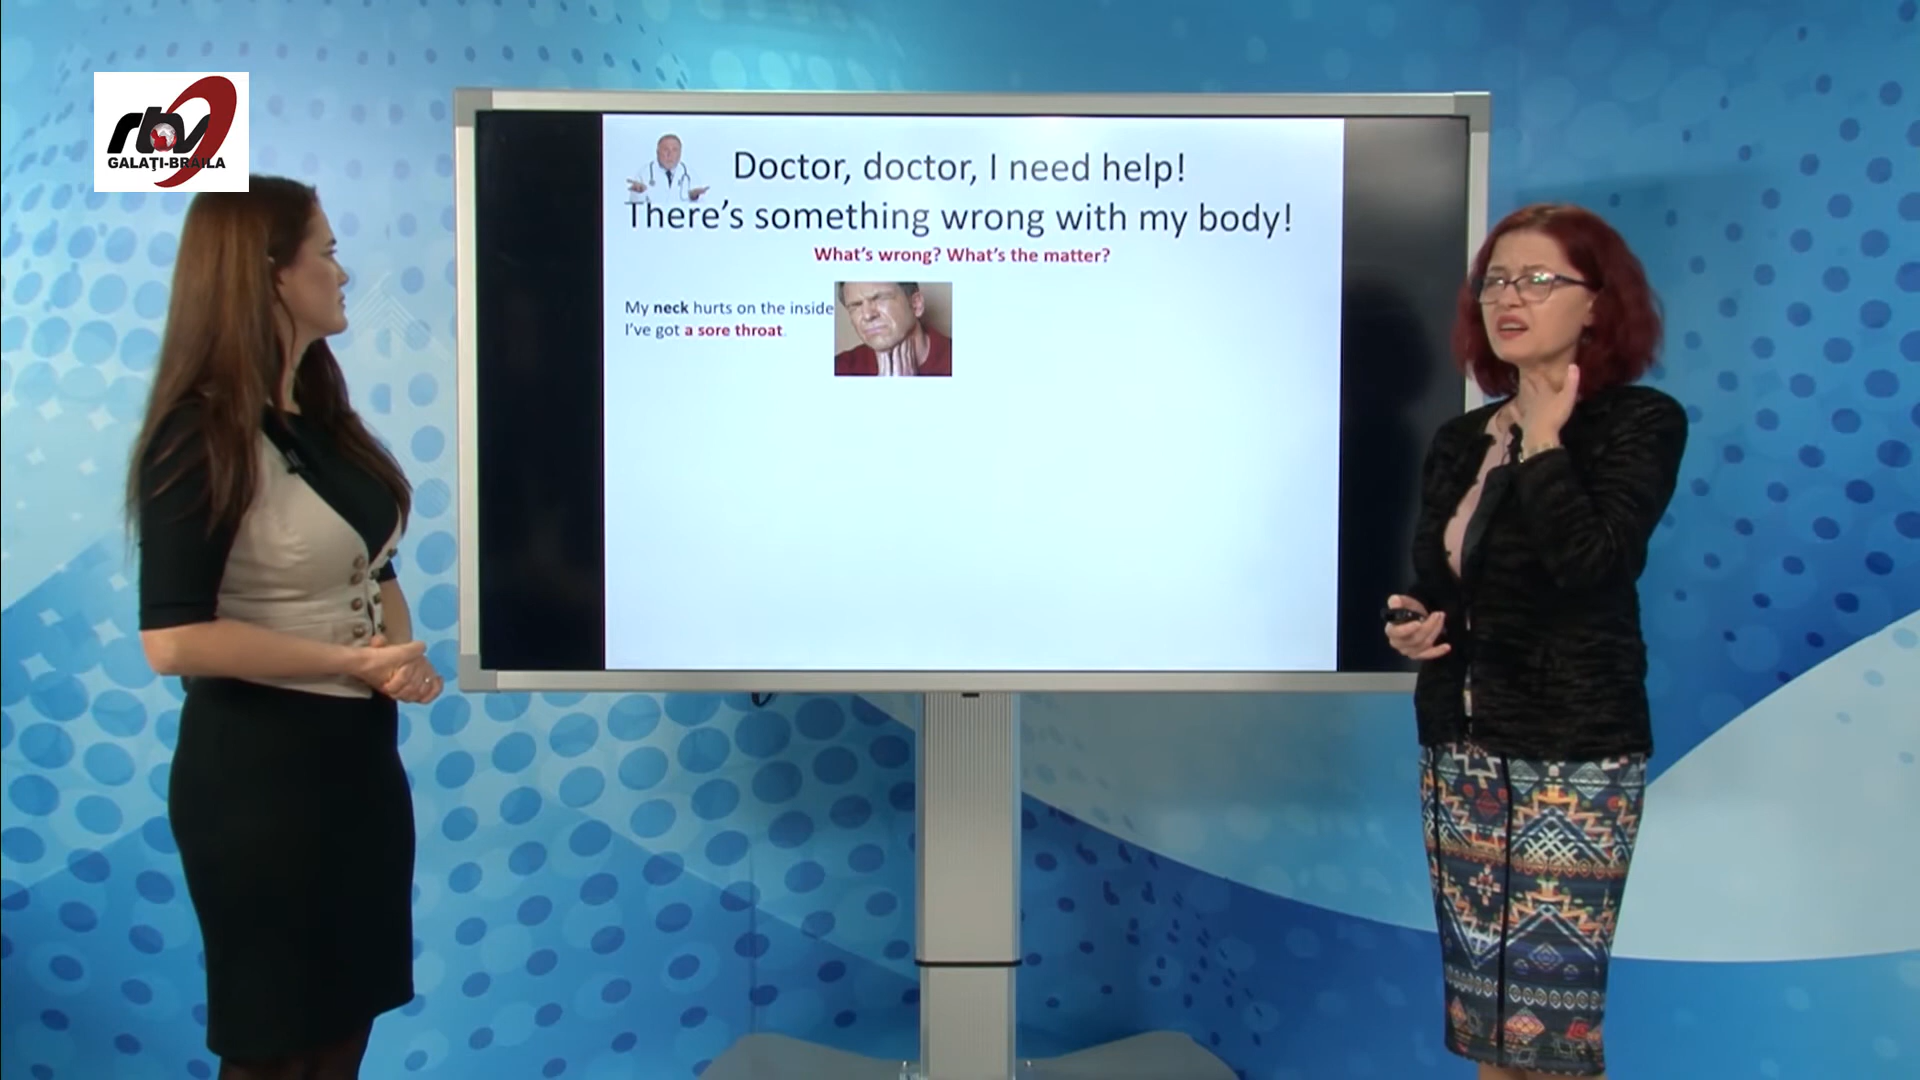 rtv
GALAŢI-BRĂILA
Doctor, doctor, I need help!
There's something wrong with my body!
What's wrong? What's the matter?
My neck hurts on the inside
I've got a sore throat.